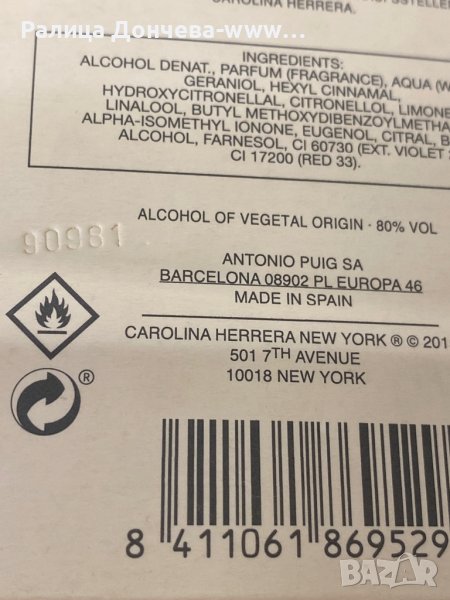 CAROLINA HERRERA.
Ралица Дончева-www...
INGREDIENTS:
ALCOHOL DENAT., PARFUM (FRAGRANCE), AQUA (W
GERANIOL, HEXYL CINNAMAL,
HYDROXYCITRONELLAL, CITRONELLOL, LIMONE
LINALOOL, BUTYL METHOXYDIBENZOYLMETHA
ALPHA-ISOMETHYL IONONE, EUGENOL, CITRAL, B
ALCOHOL, FARNESOL, CI 60730 (EXT. VIOLET
CI 17200 (RED 33).
ALCOHOL OF VEGETAL ORIGIN · 80% VOL
90981
ANTONIO PUIG SA
BARCELONA 08902 PL EUROPA 46
MADE IN SPAIN
CAROLINA HERRERA NEW YORK ® © 201
501 7TH AVENUE
10018 NEW YORK
®
8 411061 869529
BAZAR